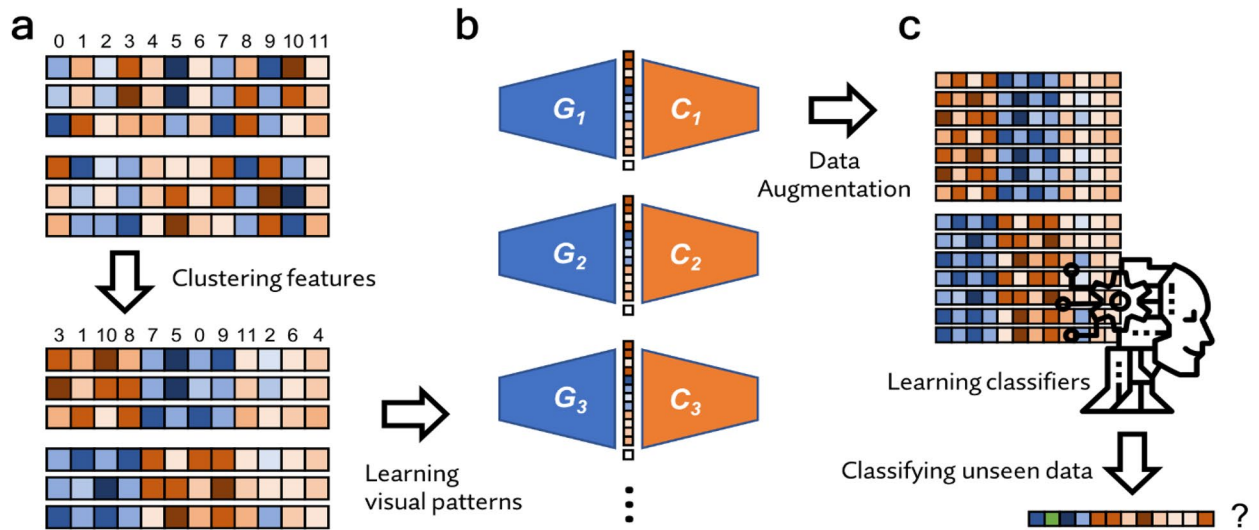 a
0 1 2 3 4 5 6 7 8 9 10 11
Clustering features
3 1 10 8 7 5 0 9 11 2 6 4
Learning
visual patterns
b
G1 C1
G2 C2
G3 C3
Data
Augmentation
c
Learning classifiers
Classifying unseen data
?